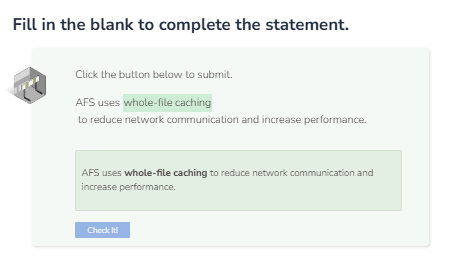 Fill in the blank to complete the statement.
Click the button below to submit.
AFS uses whole-file caching
to reduce network communication and increase performance.
AFS uses whole-file caching to reduce network communication and
increase performance.
Check It!